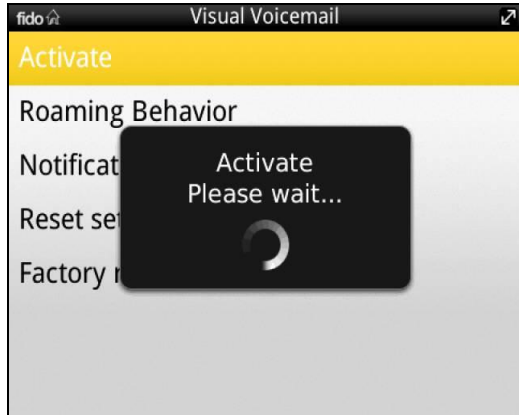 fido Visual Voicemail
Activate
Roaming Behavior
Notificat
Activate
Please wait...
Reset set
Factory r